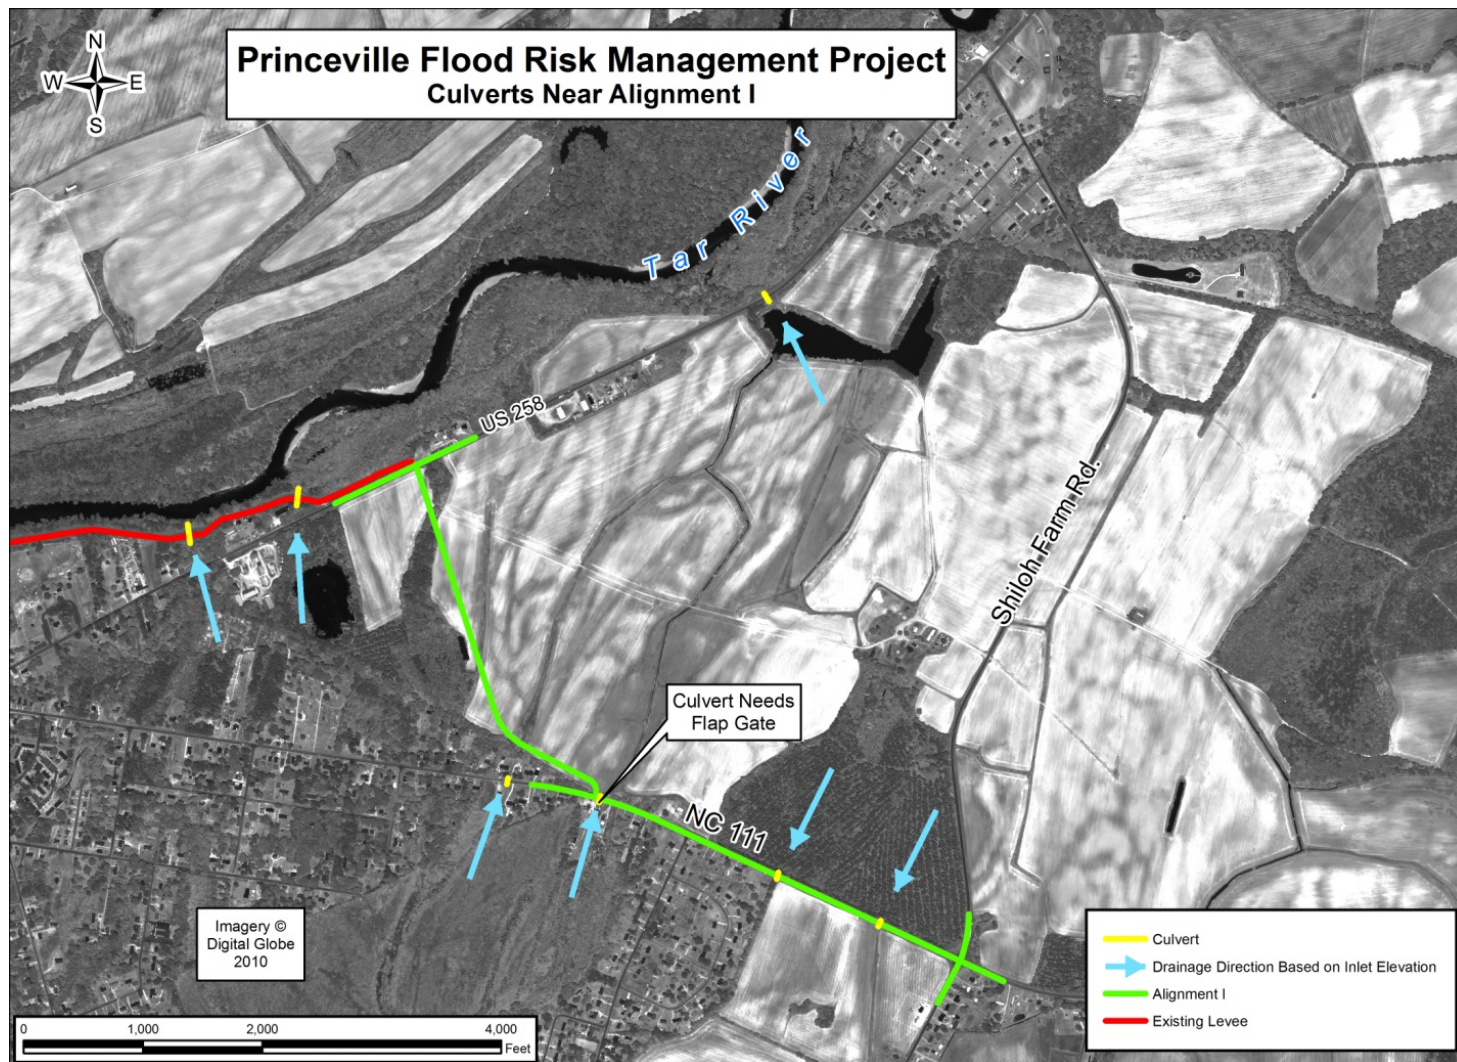 Princeville Flood Risk Management Project
Culverts Near Alignment I
N
W E
S
Tar River
US 258
Shiloh Farm Rd.
Culvert Needs
Flap Gate
NC 111
Imagery ©
Digital Globe
2010
Culvert
Drainage Direction Based on Inlet Elevation
Alignment I
Existing Levee
0 1,000 2,000 4,000
Feet